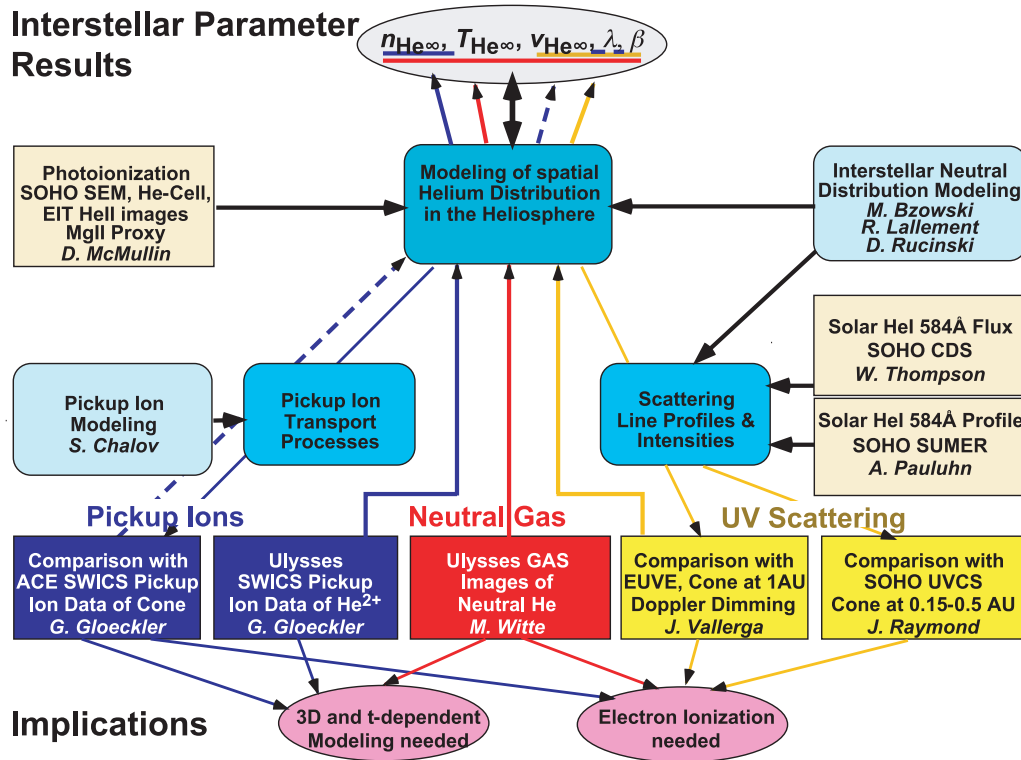 Interstellar Parameter
Results
nHe∞, THe∞, vHe∞, λ, β
Photoionization
SOHO SEM, He-Cell,
EIT HeII images
MgII Proxy
D. McMullin
Modeling of spatial
Helium Distribution
in the Heliosphere
Interstellar Neutral
Distribution Modeling
M. Bzowski
R. Lallement
D. Rucinski
Solar HeI 584Å Flux
SOHO CDS
W. Thompson
Pickup Ion
Modeling
S. Chalov
Pickup Ion
Transport
Processes
Scattering
Line Profiles &
Intensities
Solar HeI 584Å Profile
SOHO SUMER
A. Pauluhn
Pickup Ions
Neutral Gas
UV Scattering
Comparison with
ACE SWICS Pickup
Ion Data of Cone
G. Gloeckler
Ulysses
SWICS Pickup
Ion Data of He2+
G. Gloeckler
Ulysses GAS
Images of
Neutral He
M. Witte
Comparison with
EUVE, Cone at 1AU
Doppler Dimming
J. Vallerga
Comparison with
SOHO UVCS
Cone at 0.15-0.5 AU
J. Raymond
Implications
3D and t-dependent
Modeling needed
Electron Ionization
needed